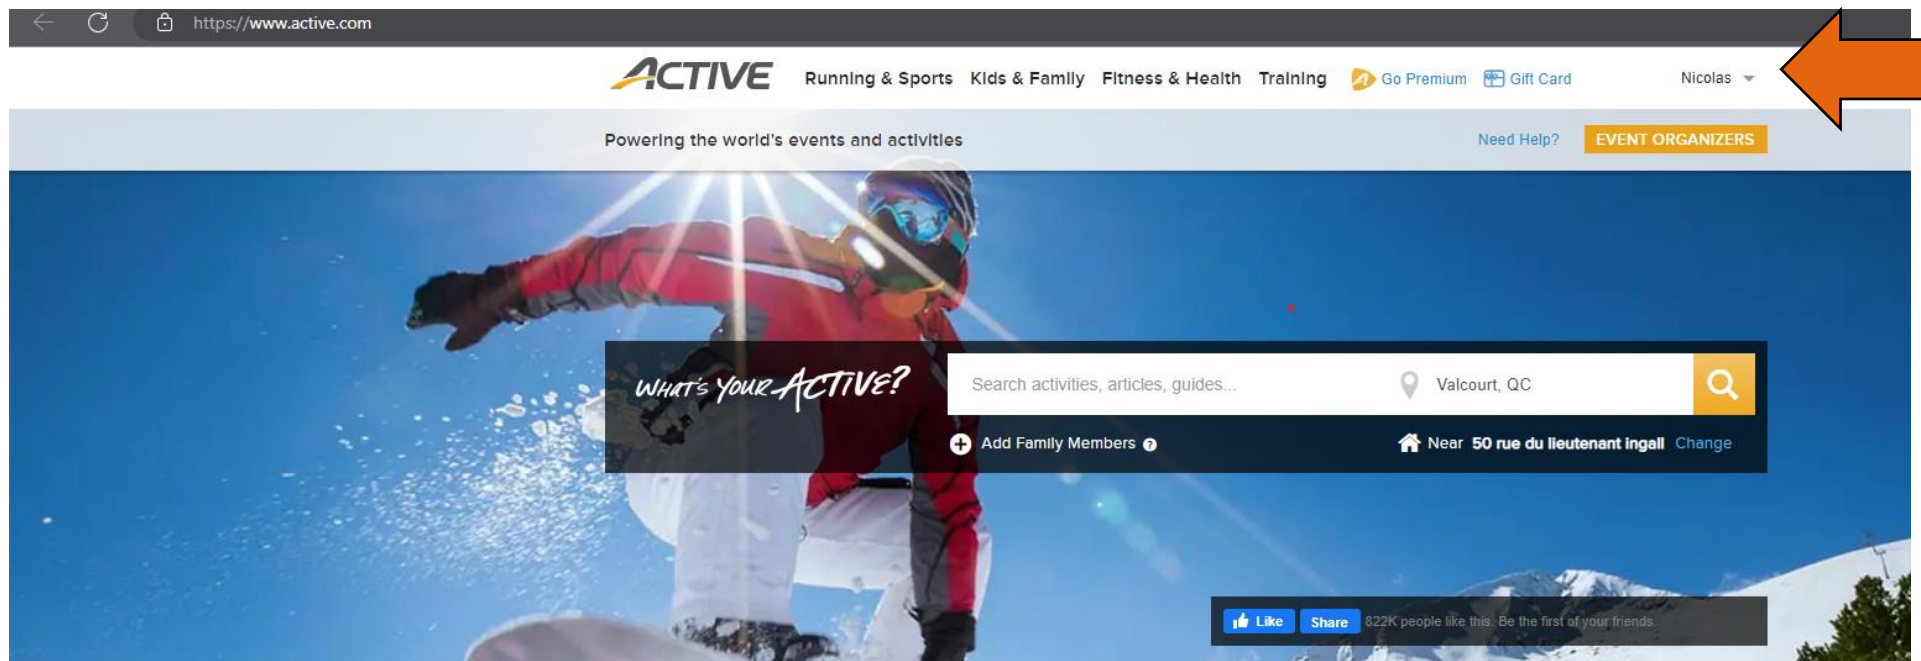 https://www.active.com
ACTIVE Running & Sports Kids & Family Fitness & Health Training Go Premium Gift Card Nicolas
Powering the world's events and activities Need Help? EVENT ORGANIZERS
WHAT'S YOUR ACTIVE? Search activities, articles, guides... Valcourt, QC
Add Family Members ? Near 50 rue du lieutenant ingall Change
Like Share 822K people like this. Be the first of your friends.